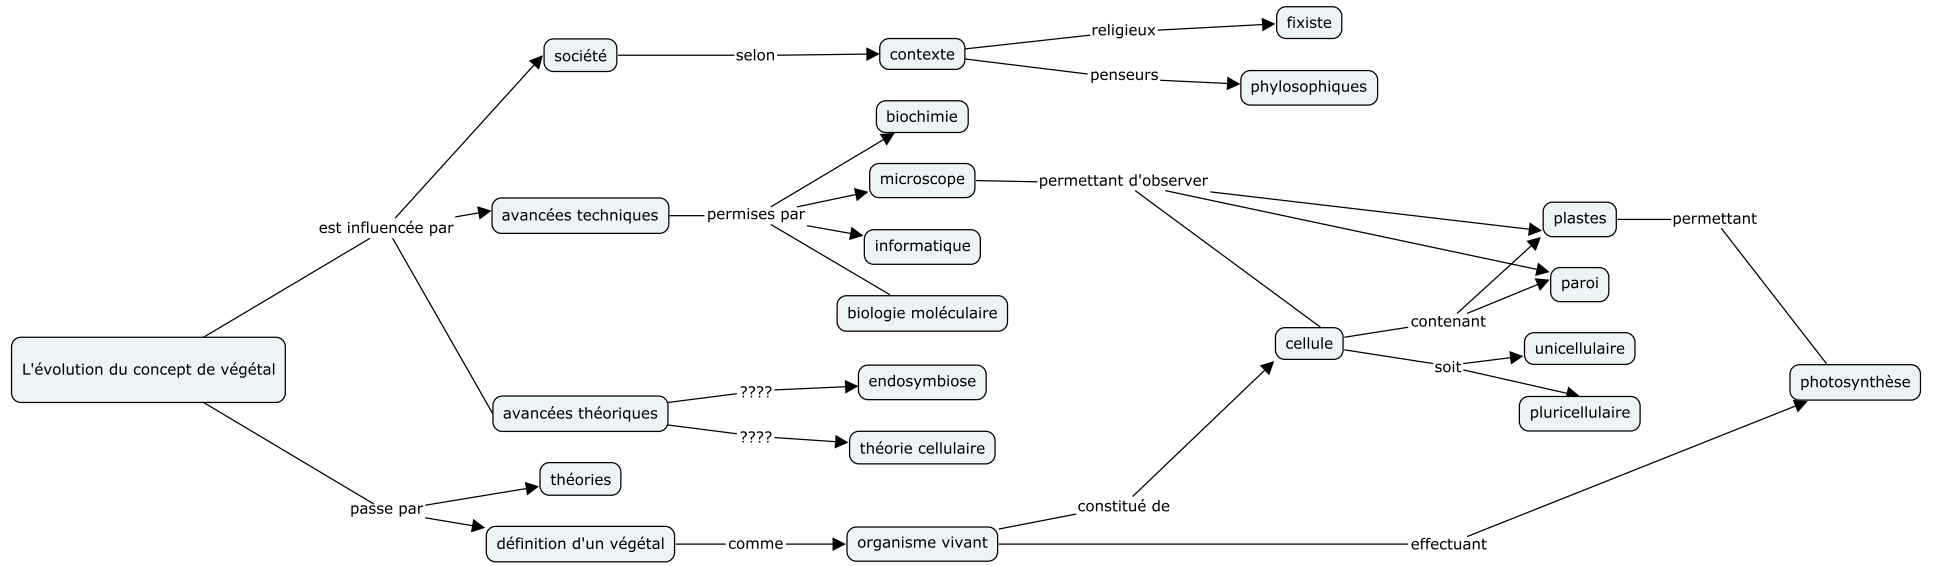 religieux
fixiste
société
selon
contexte
penseurs
phylosophiques
biochimie
microscope
permettant d'observer
est influencée par
avancées techniques
permises par
informatique
plastes
permettant
biologie moléculaire
paroi
contenant
cellule
unicellulaire
soit
L'évolution du concept de végétal
endosymbiose
????
avancées théoriques
????
théorie cellulaire
pluricellulaire
photosynthèse
théories
passe par
constitué de
définition d'un végétal
comme
organisme vivant
effectuant